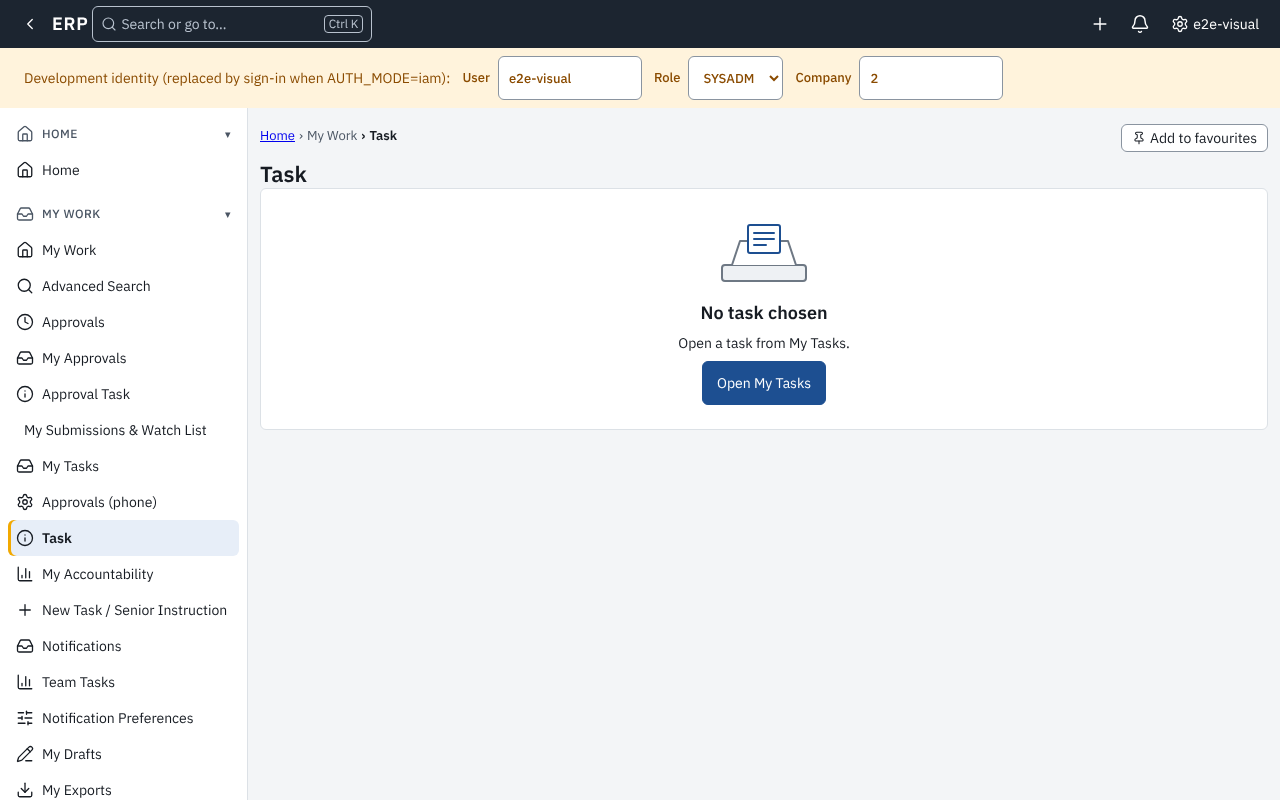 ERP
Search or go to...
Ctrl K
e2e-visual
Development identity (replaced by sign-in when AUTH_MODE=iam): User e2e-visual Role SYSADM Company 2
HOME
Home
MY WORK
My Work
Advanced Search
Approvals
My Approvals
Approval Task
My Submissions & Watch List
My Tasks
Approvals (phone)
Task
My Accountability
New Task / Senior Instruction
Notifications
Team Tasks
Notification Preferences
My Drafts
My Exports
Home › My Work › Task
Add to favourites
Task
No task chosen
Open a task from My Tasks.
Open My Tasks